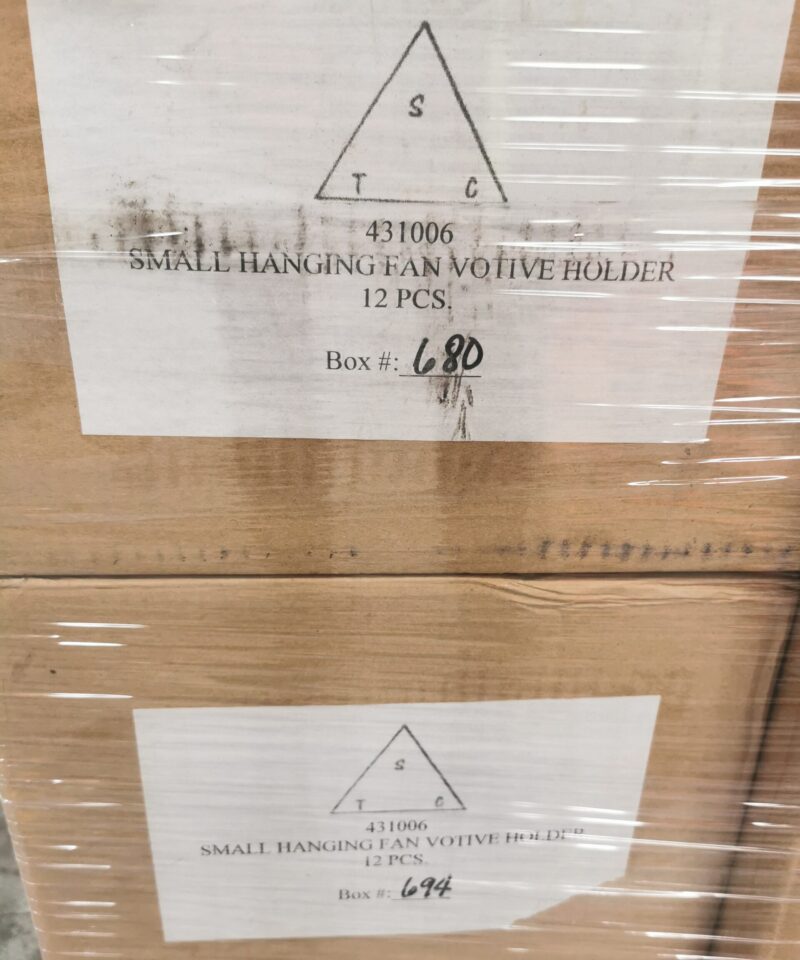 S
T C
431006
SMALL HANGING FAN VOTIVE HOLDER
12 PCS.
Box #: 680
S
T C
431006
SMALL HANGING FAN VOTIVE HOLDER
12 PCS.
Box #: 694